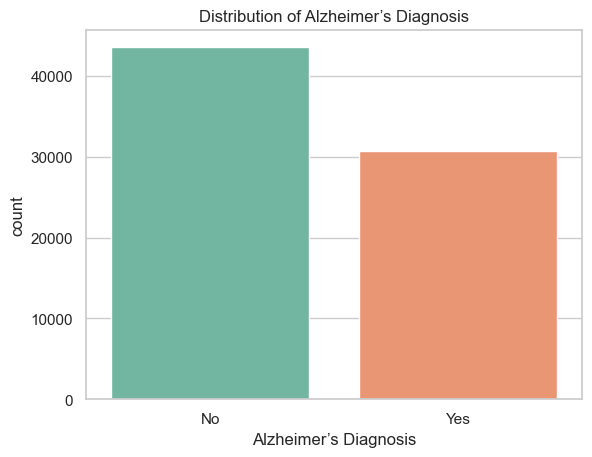 Distribution of Alzheimer’s Diagnosis
40000
30000
20000
10000
0
count
No
Yes
Alzheimer’s Diagnosis